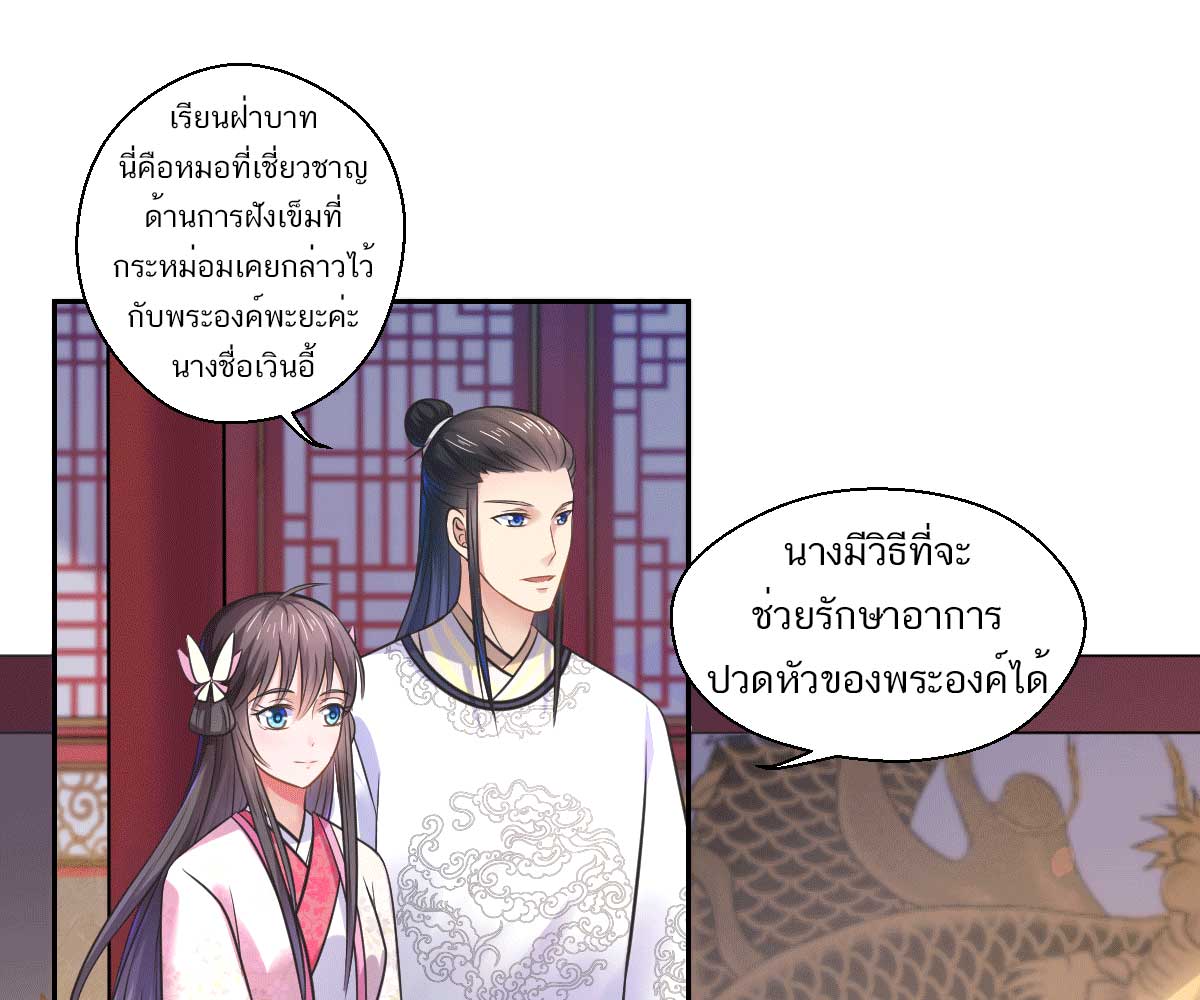 เรียนฝ่าบาท
นี่คือหมอที่เชี่ยวชาญ
ด้านการฝังเข็มที่
กระหม่อมเคยกล่าวไว้
กับพระองค์พะยะค่ะ
นางชื่อเวินอี้
นางมีวิธีที่จะ
ช่วยรักษาอาการ
ปวดหัวของพระองค์ได้